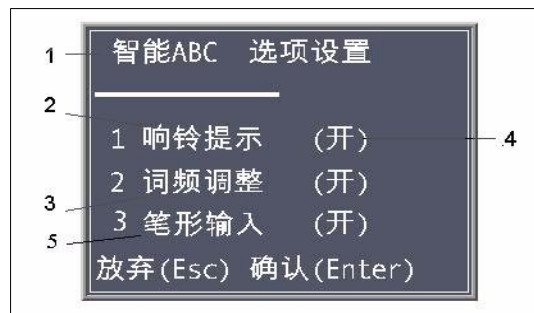 1 智能ABC 选项设置
2
1 响铃提示 (开) 4
2 词频调整 (开)
3
3 笔形输入 (开)
5
放弃(Esc) 确认(Enter)